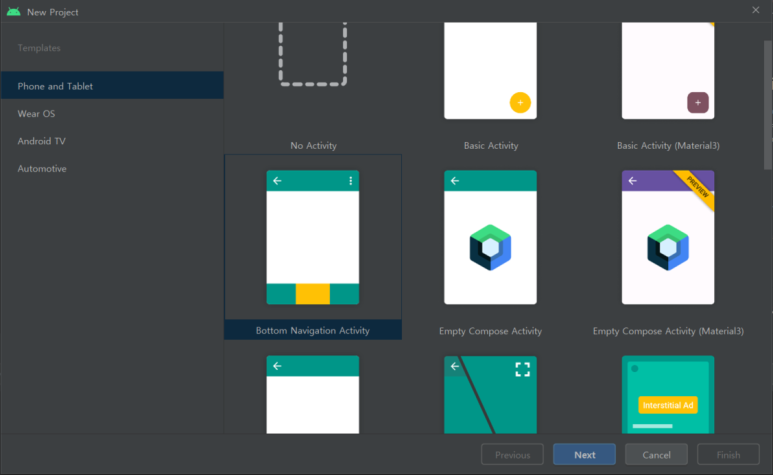 New Project
Templates
Phone and Tablet
Wear OS
Android TV
Automotive
No Activity
Basic Activity
Basic Activity (Material3)
PREVIEW
Bottom Navigation Activity
Empty Compose Activity
Empty Compose Activity (Material3)
Interstitial Ad
Previous
Next
Cancel
Finish